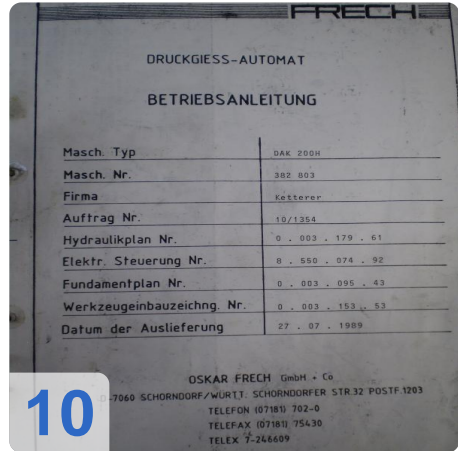 FRECH
DRUCKGIESS-AUTOMAT
BETRIEBSANLEITUNG
Masch. Typ DAK 200H
Masch. Nr. 382 803
Firma Ketterer
Auftrag Nr. 10/1354
Hydraulikplan Nr. 0 . 003 . 179 . 61
Elektr. Steuerung Nr. 8 . 550 . 074 . 92
Fundamentplan Nr. 0 . 003 . 095 . 43
Werkzeugeinbauzeichng. Nr. 0 . 003 . 153 . 53
Datum der Auslieferung 27 . 07 . 1989
OSKAR FRECH GmbH + Co
D-7060 SCHORNDORF/WÜRTT. SCHORNDORFER STR.32 POSTF.1203
TELEFON (07181) 702-0
TELEFAX (07181) 75430
TELEX 7-246609
10